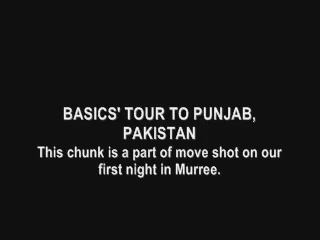 BASICS' TOUR TO PUNJAB,
PAKISTAN
This chunk is a part of move shot on our
first night in Murree.